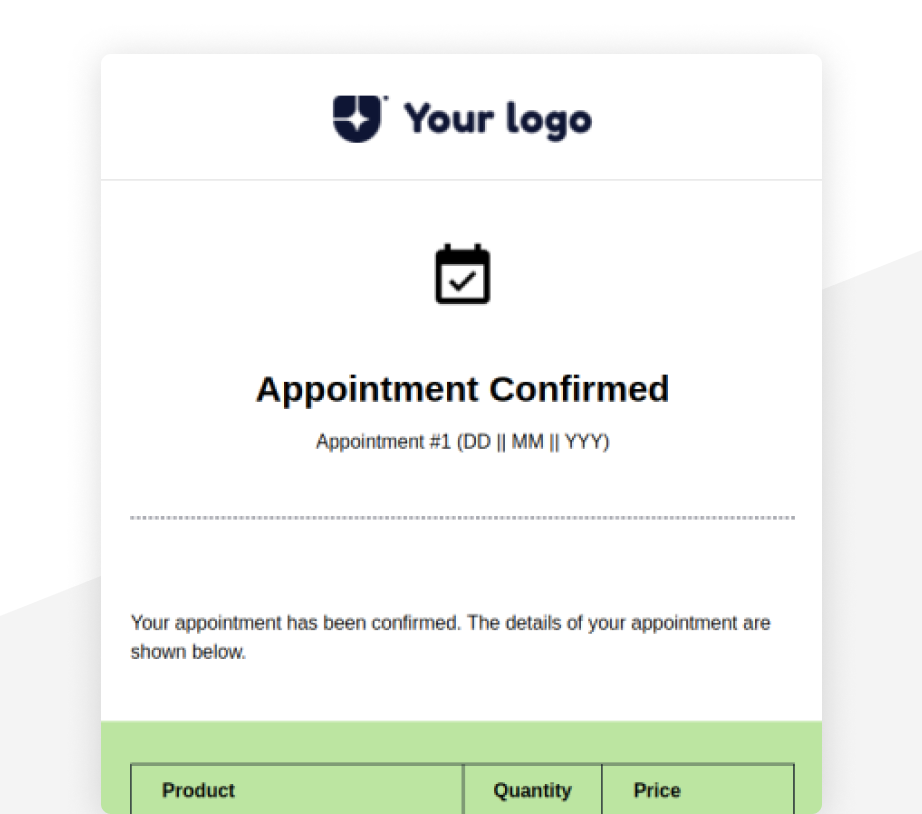 Your logo
Appointment Confirmed
Appointment #1 (DD || MM || YYY)
Your appointment has been confirmed. The details of your appointment are
shown below.
Product Quantity Price